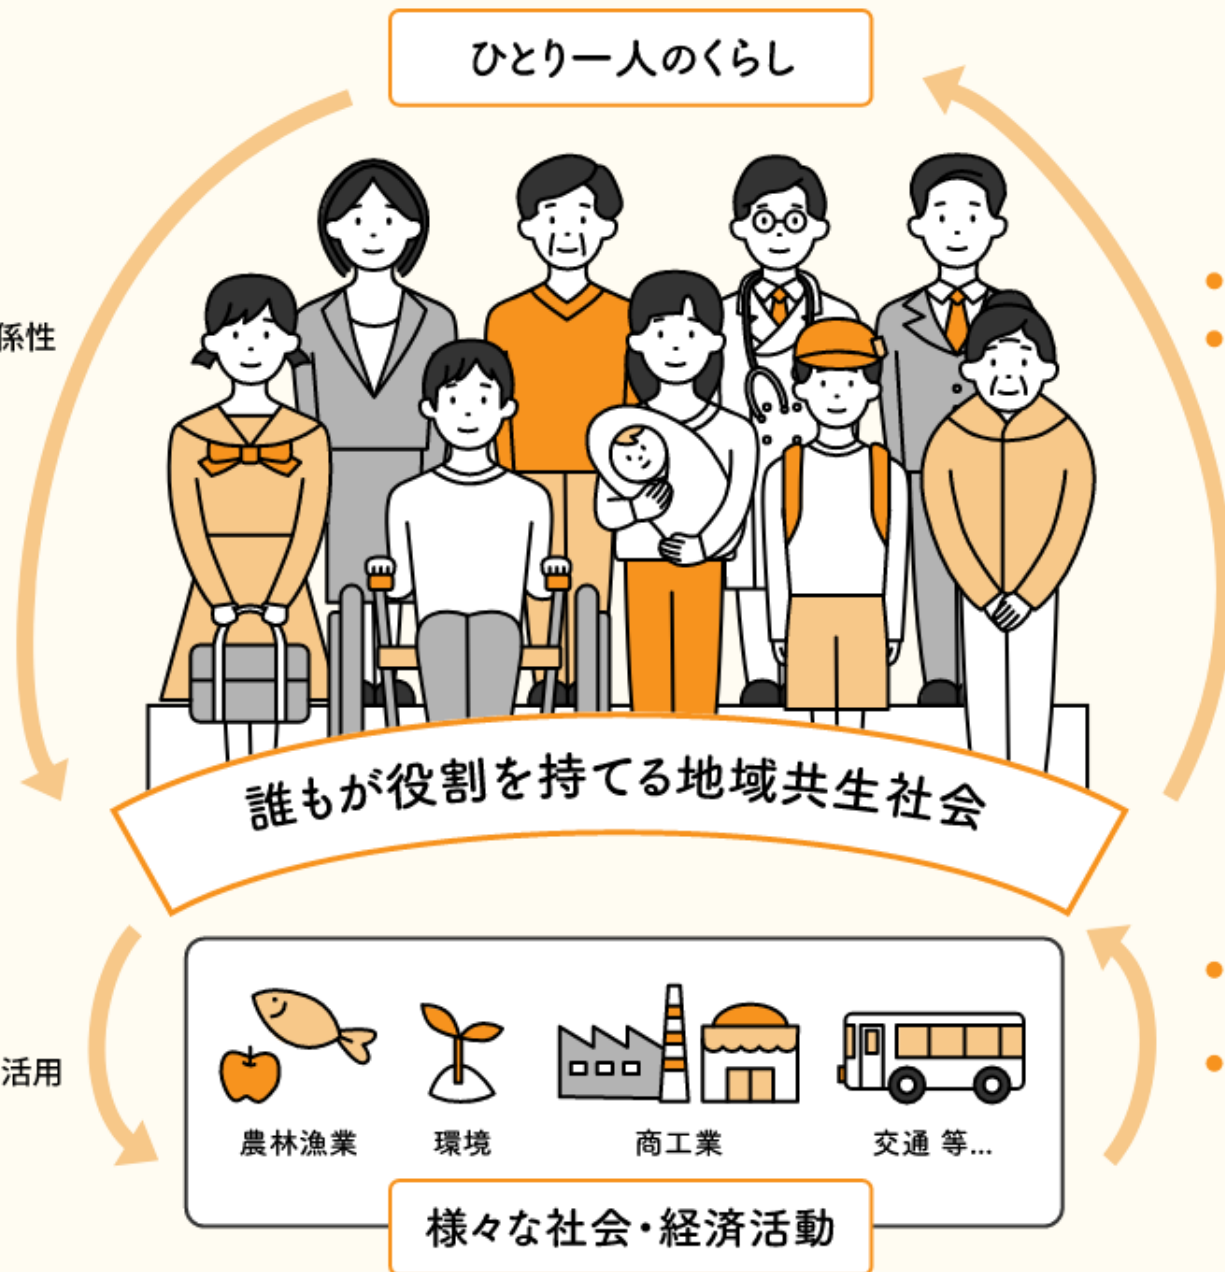 ひとり一人のくらし
係性
誰もが役割を持てる地域共生社会
活用
農林漁業
環境
商工業
交通 等...
様々な社会・経済活動